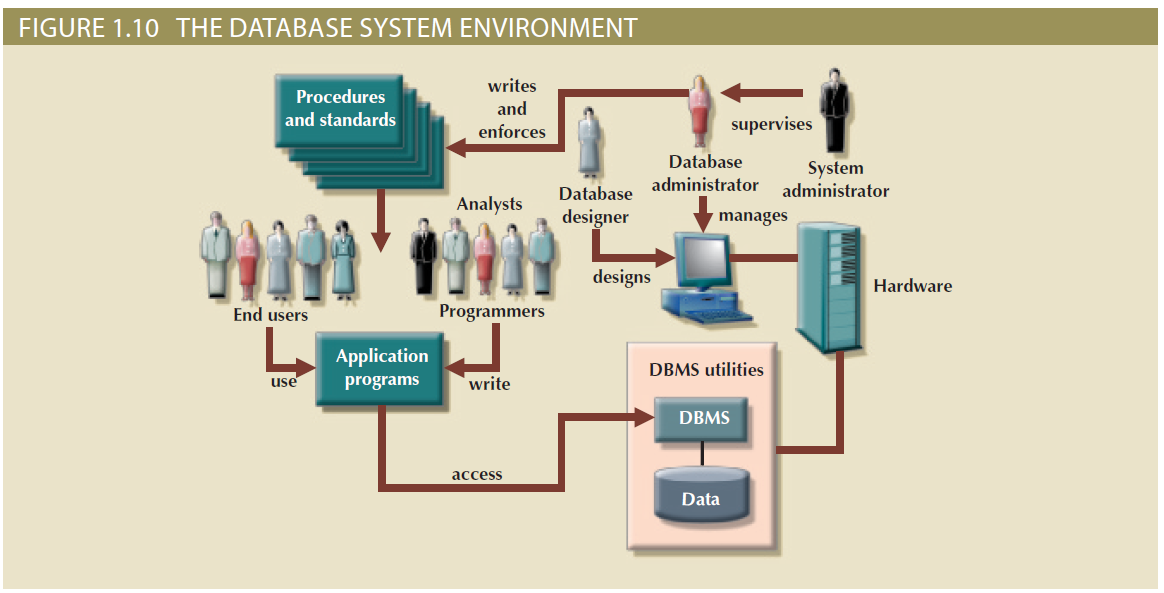 FIGURE 1.10 THE DATABASE SYSTEM ENVIRONMENT
Procedures
and standards
writes
and
enforces
supervises
Database
administrator
System
administrator
Database
designer
manages
Analysts
designs
Hardware
End users
Programmers
Application
programs
use
write
DBMS utilities
DBMS
access
Data